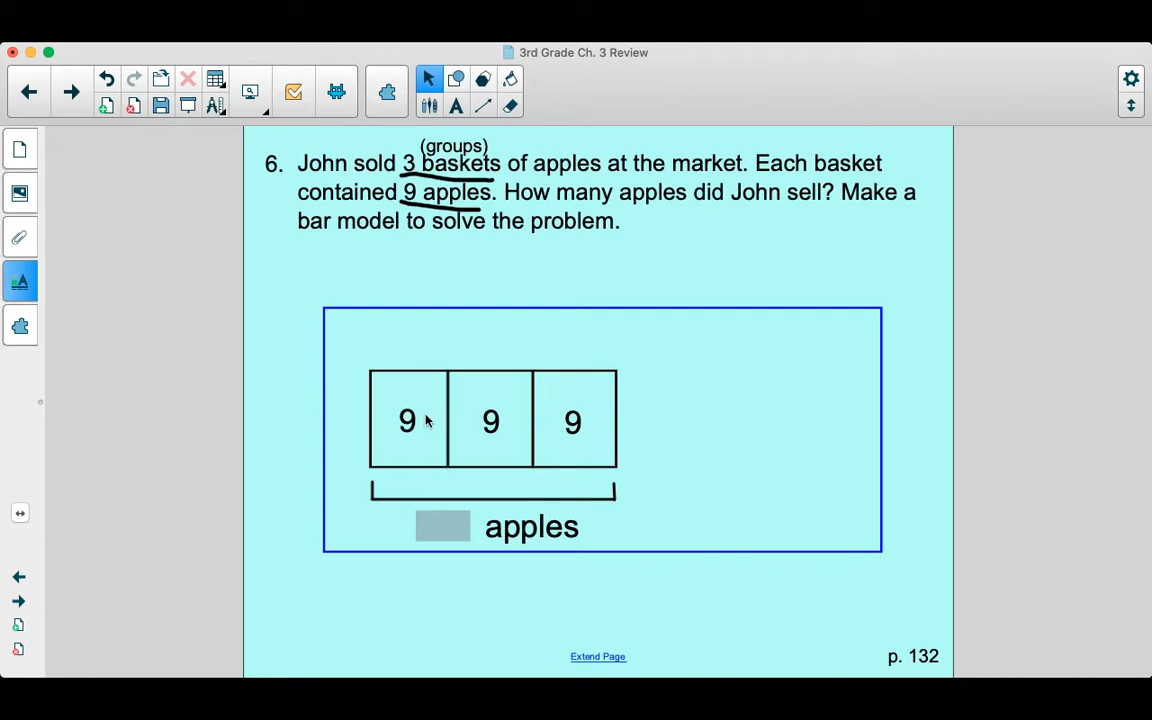 3rd Grade Ch. 3 Review
(groups)
6. John sold 3 baskets of apples at the market. Each basket
contained 9 apples. How many apples did John sell? Make a
bar model to solve the problem.
9 9 9
apples
Extend Page
p. 132